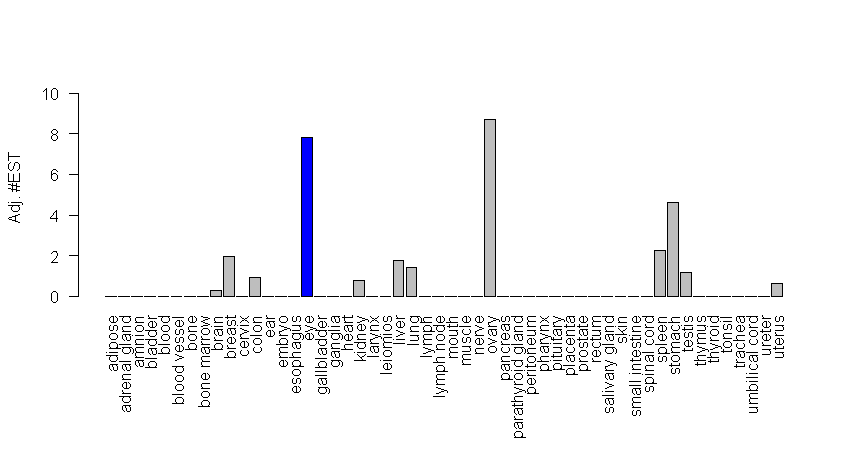 Adj. #EST
10
8
6
4
2
0
adipose
adrenal gland
amnion
bladder
blood
blood vessel
bone
bone marrow
brain
breast
cervix
colon
ear
embryo
esophagus
eye
gallbladder
ganglia
heart
kidney
larynx
leiomios
liver
lung
lymph
lymph node
mouth
muscle
nerve
ovary
pancreas
parathyroid gland
peritoneum
pharynx
pituitary
placenta
prostate
rectum
salivary gland
skin
small intestine
spinal cord
spleen
stomach
testis
thymus
thyroid
tonsil
trachea
umbilical cord
ureter
uterus